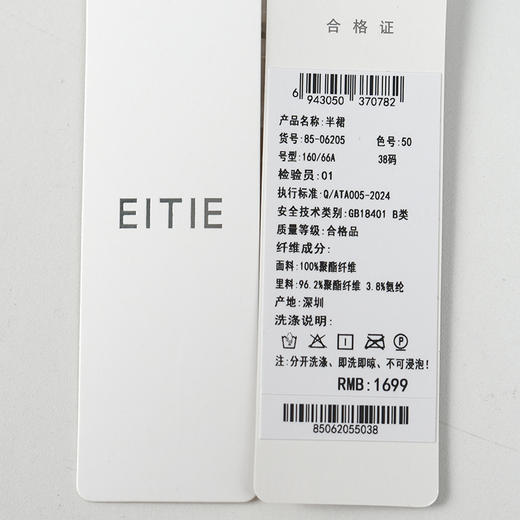 EITIE
合格证
6 943050 370782
产品名称:半裙
货号:85-06205 色号:50
号型:160/66A 38码
检验员:01
执行标准:Q/ATA005-2024
安全技术类别:GB18401 B类
质量等级:合格品
纤维成分:
面料:100%聚酯纤维
里料:96.2%聚酯纤维 3.8%氨纶
产地:深圳
洗涤说明:
注:分开洗涤、即洗即晾、不可浸泡!
RMB:1699
85062055038